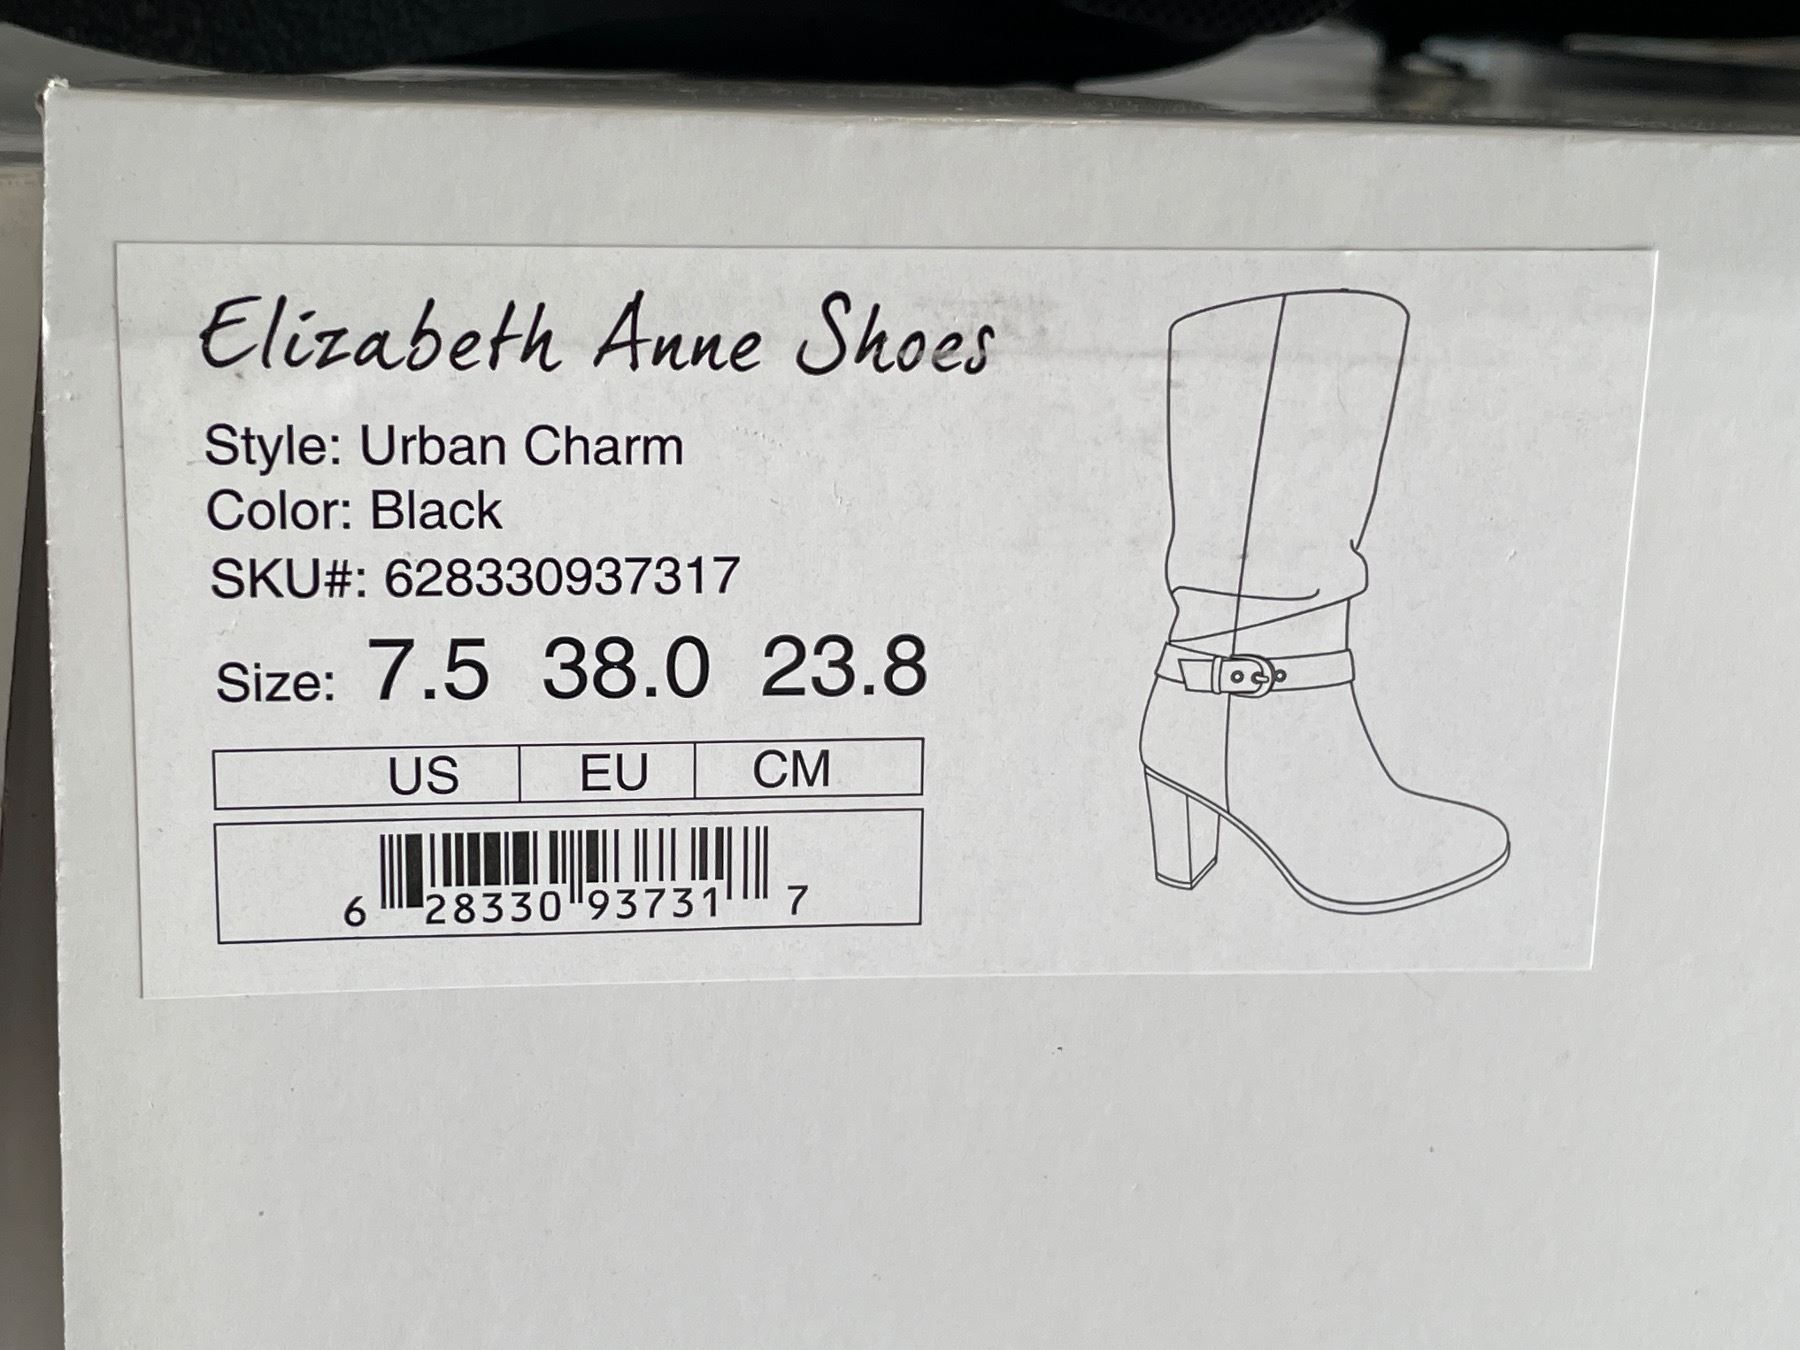 Elizabeth Anne Shoes
Style: Urban Charm
Color: Black
SKU#: 628330937317
Size: 7.5 38.0 23.8
US EU CM
6 28330 93731 7